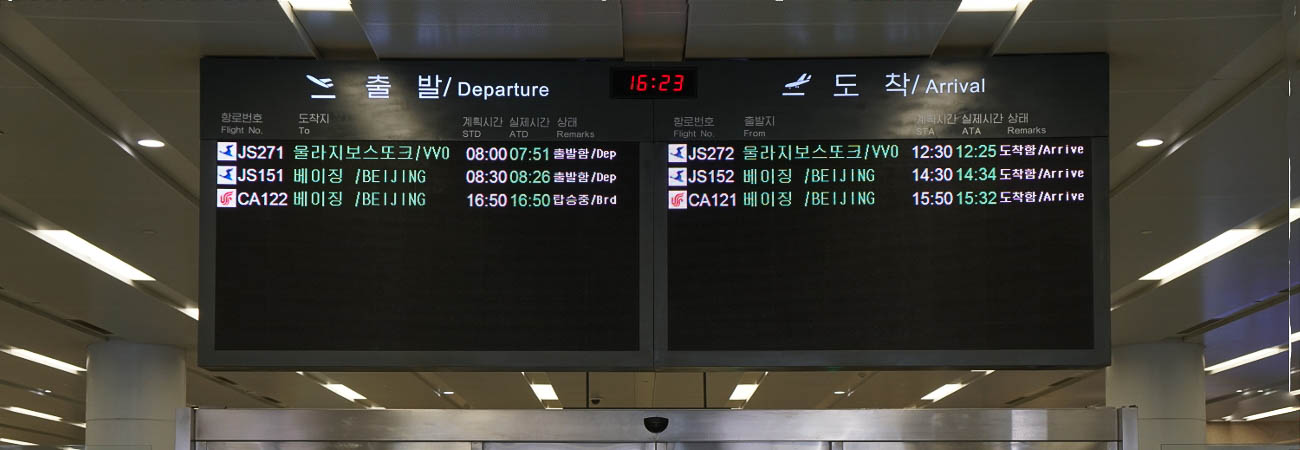 출 발/ Departure
16:23
도 착/ Arrival
항로번호 도착지 계획시간 실제시간 상태
Flight No. To STD ATD Remarks
JS271 울라지보스또크/VVO 08:00 07:51 출발함/Dep
JS151 베이징 /BEIJING 08:30 08:26 출발함/Dep
CA122 베이징 /BEIJING 16:50 16:50 탑승중/Brd
항로번호 출발지 계획시간 실제시간 상태
Flight No. From STA ATA Remarks
JS272 울라지보스또크/VVO 12:30 12:25 도착함/Arrive
JS152 베이징 /BEIJING 14:30 14:34 도착함/Arrive
CA121 베이징 /BEIJING 15:50 15:32 도착함/Arrive